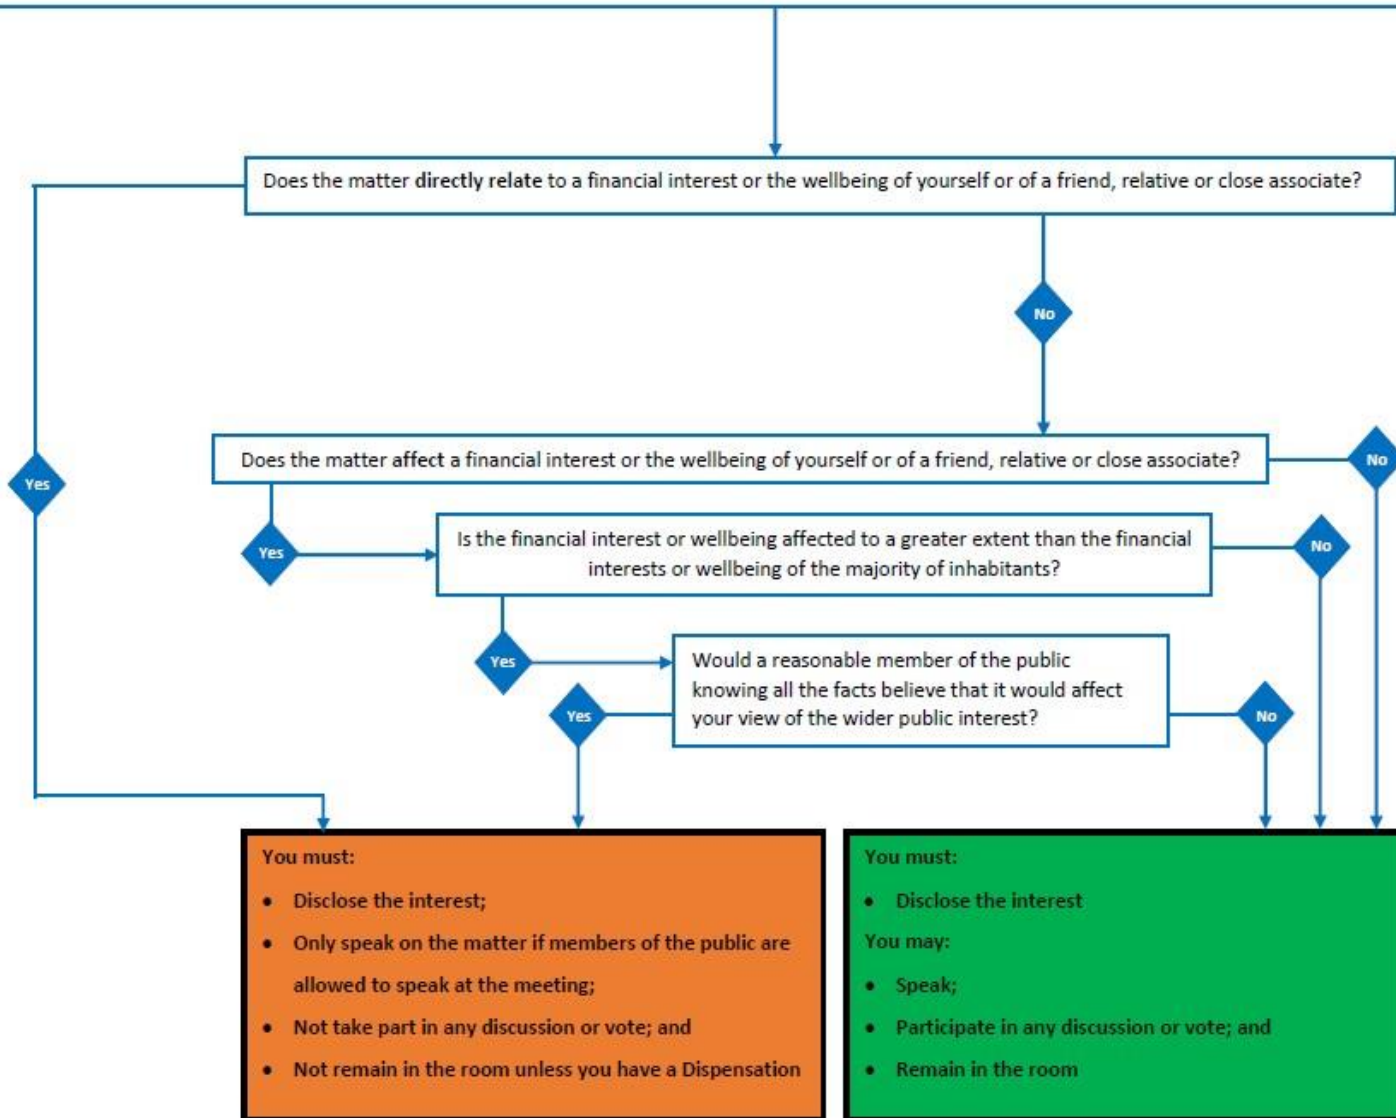 Does the matter directly relate to a financial interest or the wellbeing of yourself or of a friend, relative or close associate?
No
Does the matter affect a financial interest or the wellbeing of yourself or of a friend, relative or close associate?
No
Yes
Yes
Is the financial interest or wellbeing affected to a greater extent than the financial
interests or wellbeing of the majority of inhabitants?
No
Yes
Would a reasonable member of the public
knowing all the facts believe that it would affect
your view of the wider public interest?
Yes
No
You must:
• Disclose the interest;
• Only speak on the matter if members of the public are
allowed to speak at the meeting;
• Not take part in any discussion or vote; and
• Not remain in the room unless you have a Dispensation
You must:
• Disclose the interest
You may:
• Speak;
• Participate in any discussion or vote; and
• Remain in the room